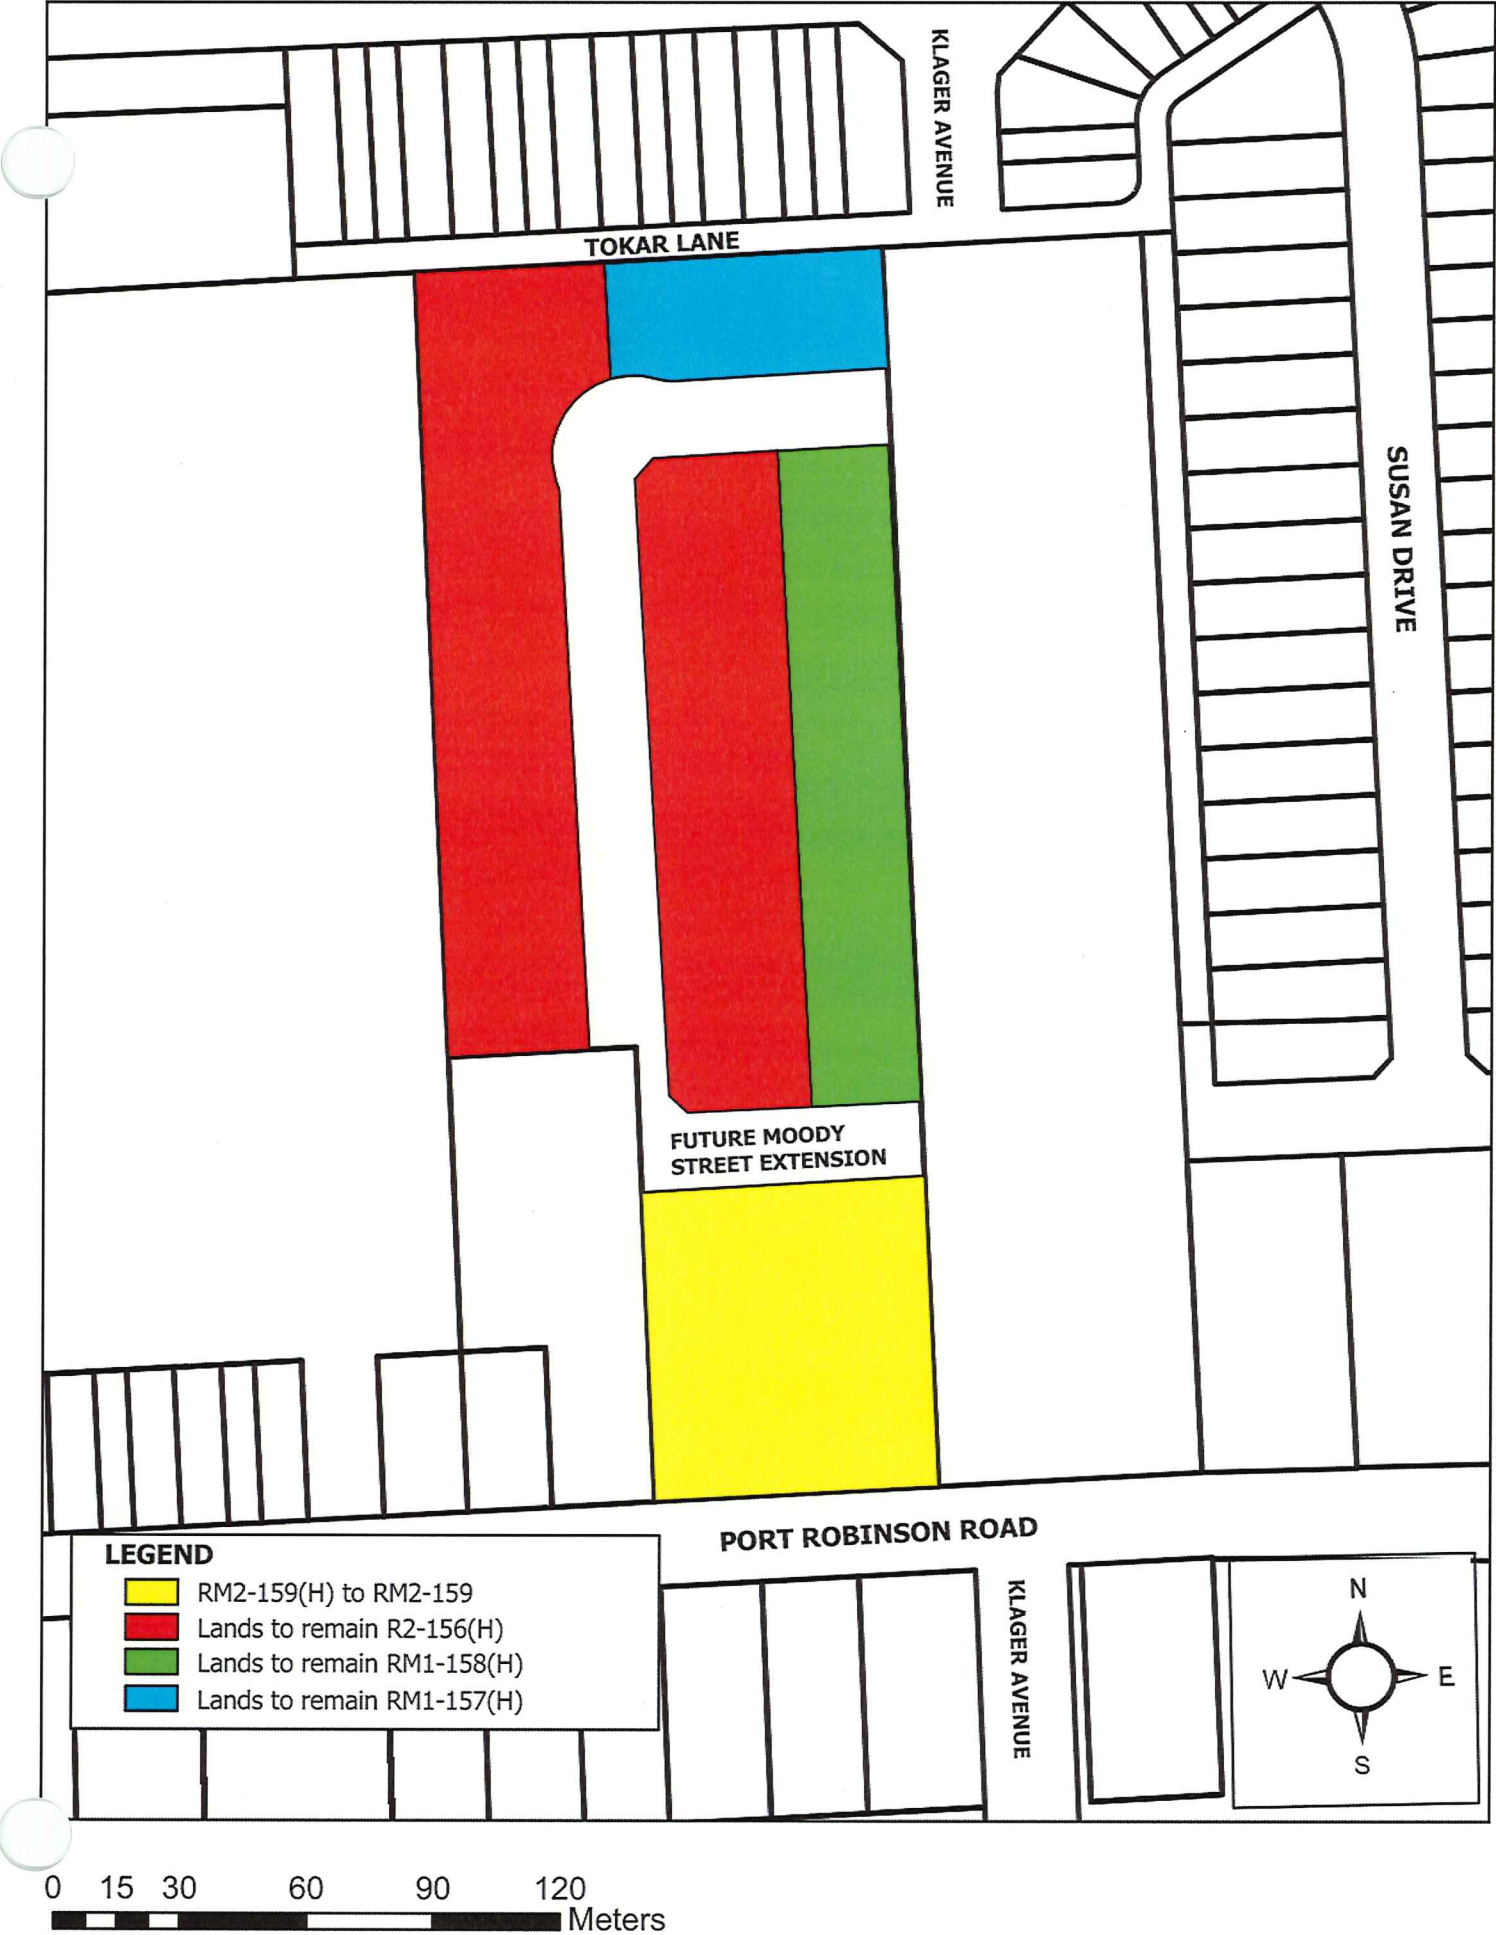 KLAGER AVENUE
TOKAR LANE
SUSAN DRIVE
FUTURE MOODY
STREET EXTENSION
PORT ROBINSON ROAD
LEGEND
RM2-159(H) to RM2-159
Lands to remain R2-156(H)
Lands to remain RM1-158(H)
Lands to remain RM1-157(H)
KLAGER AVENUE
N
W
E
S
0 15 30 60 90 120
Meters